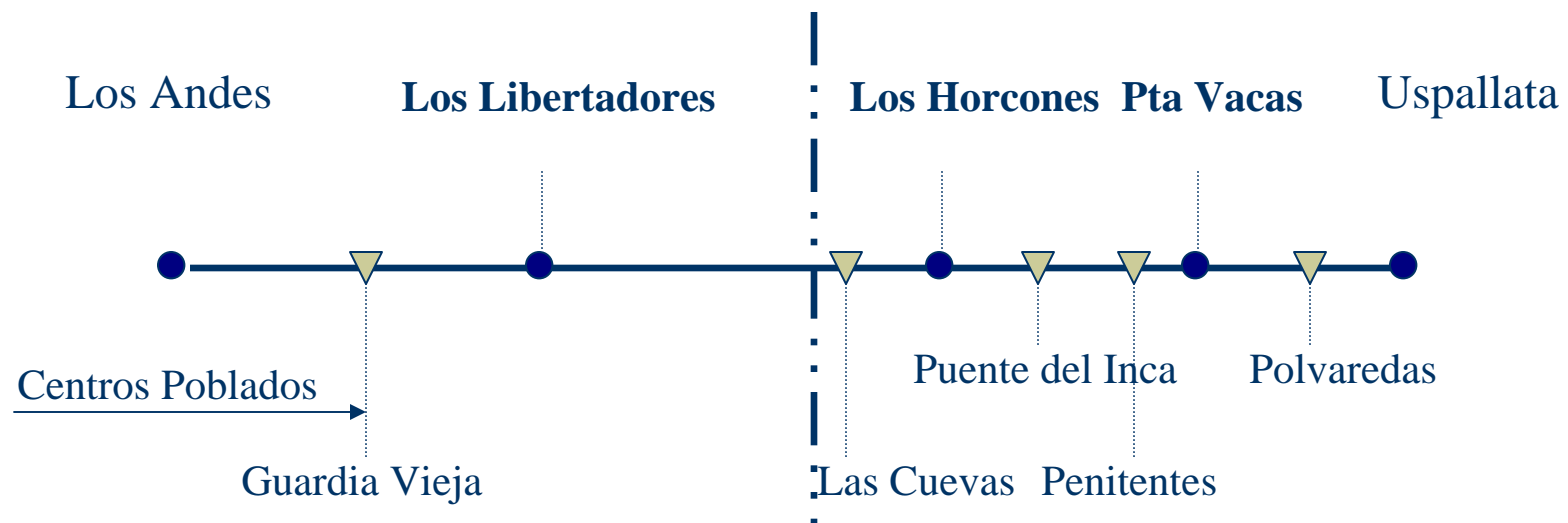 Los Andes
Los Libertadores
Los Horcones
Pta Vacas
Uspallata
Puente del Inca
Polvaredas
Centros Poblados
Guardia Vieja
Las Cuevas
Penitentes